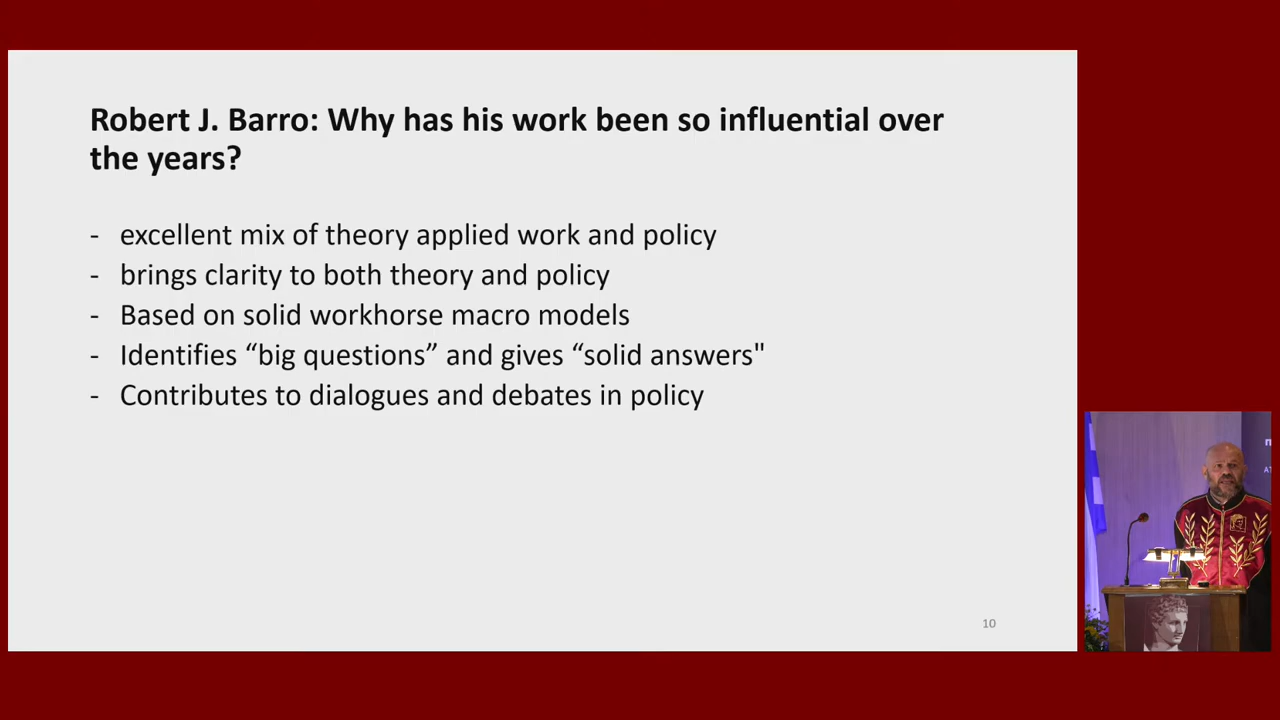 Robert J. Barro: Why has his work been so influential over
the years?
- excellent mix of theory applied work and policy
- brings clarity to both theory and policy
- Based on solid workhorse macro models
- Identifies “big questions” and gives “solid answers"
- Contributes to dialogues and debates in policy
10